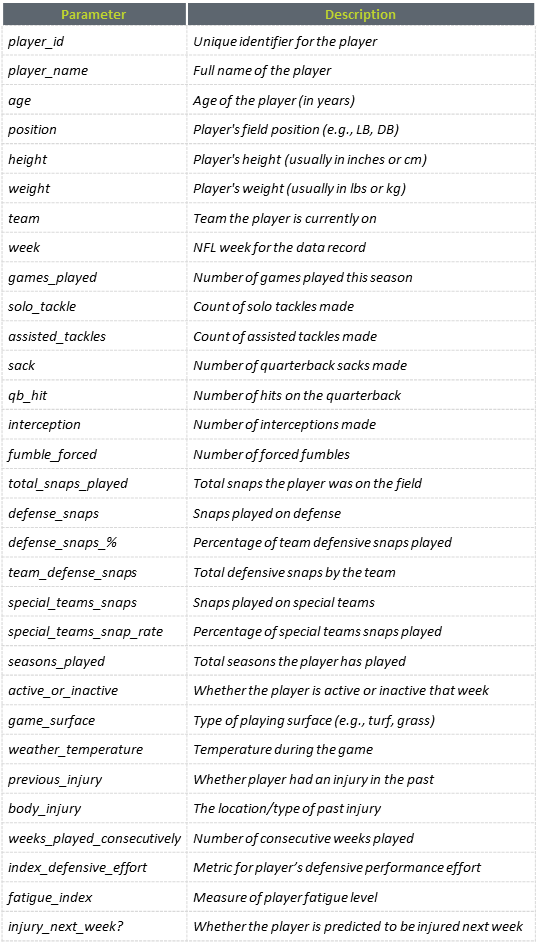 Parameter Description
player_id Unique identifier for the player
player_name Full name of the player
age Age of the player (in years)
position Player's field position (e.g., LB, DB)
height Player's height (usually in inches or cm)
weight Player's weight (usually in lbs or kg)
team Team the player is currently on
week NFL week for the data record
games_played Number of games played this season
solo_tackle Count of solo tackles made
assisted_tackles Count of assisted tackles made
sack Number of quarterback sacks made
qb_hit Number of hits on the quarterback
interception Number of interceptions made
fumble_forced Number of forced fumbles
total_snaps_played Total snaps the player was on the field
defense_snaps Snaps played on defense
defense_snaps_% Percentage of team defensive snaps played
team_defense_snaps Total defensive snaps by the team
special_teams_snaps Snaps played on special teams
special_teams_snap_rate Percentage of special teams snaps played
seasons_played Total seasons the player has played
active_or_inactive Whether the player is active or inactive that week
game_surface Type of playing surface (e.g., turf, grass)
weather_temperature Temperature during the game
previous_injury Whether player had an injury in the past
body_injury The location/type of past injury
weeks_played_consecutively Number of consecutive weeks played
index_defensive_effort Metric for player’s defensive performance effort
fatigue_index Measure of player fatigue level
injury_next_week? Whether the player is predicted to be injured next week